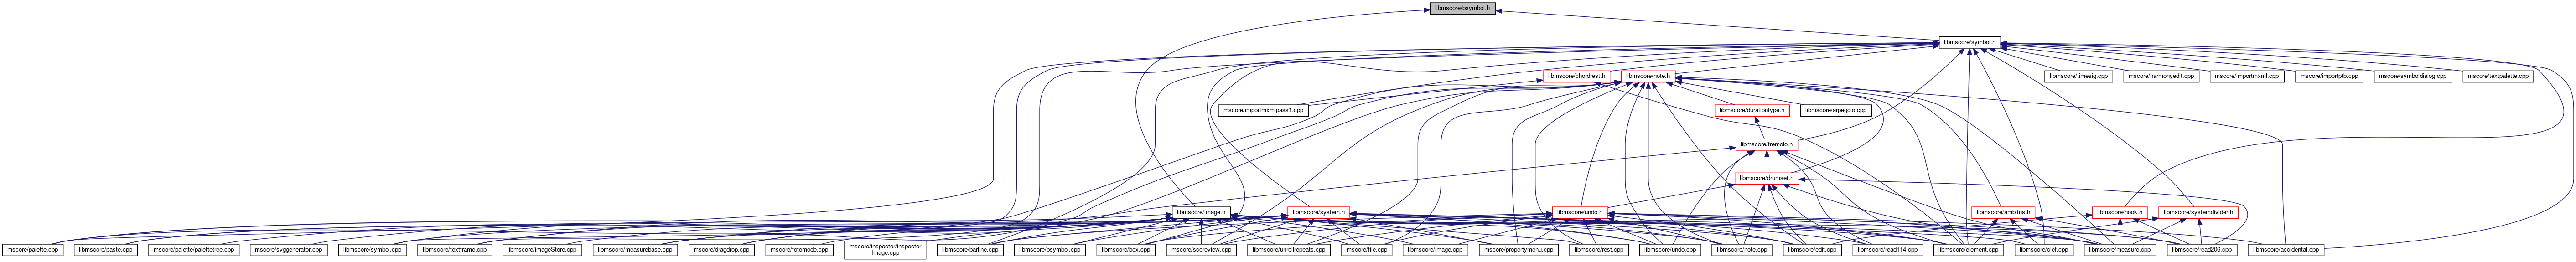 libmscore/bsymbol.h
libmscore/symbol.h
libmscore/chordrest.h
libmscore/note.h
libmscore/timesig.cpp
mscore/harmonyedit.cpp
mscore/importmxml.cpp
mscore/importptb.cpp
mscore/symboldialog.cpp
mscore/textpalette.cpp
mscore/importmxmlpass1.cpp
libmscore/durationtype.h
libmscore/arpeggio.cpp
libmscore/tremolo.h
libmscore/drumset.h
libmscore/image.h
libmscore/system.h
libmscore/undo.h
libmscore/ambitus.h
libmscore/hook.h
libmscore/systemdivider.h
mscore/palette.cpp
libmscore/paste.cpp
mscore/palette/palettetree.cpp
mscore/svggenerator.cpp
libmscore/symbol.cpp
libmscore/textframe.cpp
libmscore/imageStore.cpp
libmscore/measurebase.cpp
mscore/dragdrop.cpp
mscore/fotomode.cpp
mscore/inspector/inspector
Image.cpp
libmscore/barline.cpp
libmscore/bsymbol.cpp
libmscore/box.cpp
mscore/scoreview.cpp
libmscore/unrollrepeats.cpp
mscore/file.cpp
libmscore/image.cpp
mscore/propertymenu.cpp
libmscore/rest.cpp
libmscore/undo.cpp
libmscore/note.cpp
libmscore/edit.cpp
libmscore/read114.cpp
libmscore/element.cpp
libmscore/clef.cpp
libmscore/measure.cpp
libmscore/read206.cpp
libmscore/accidental.cpp